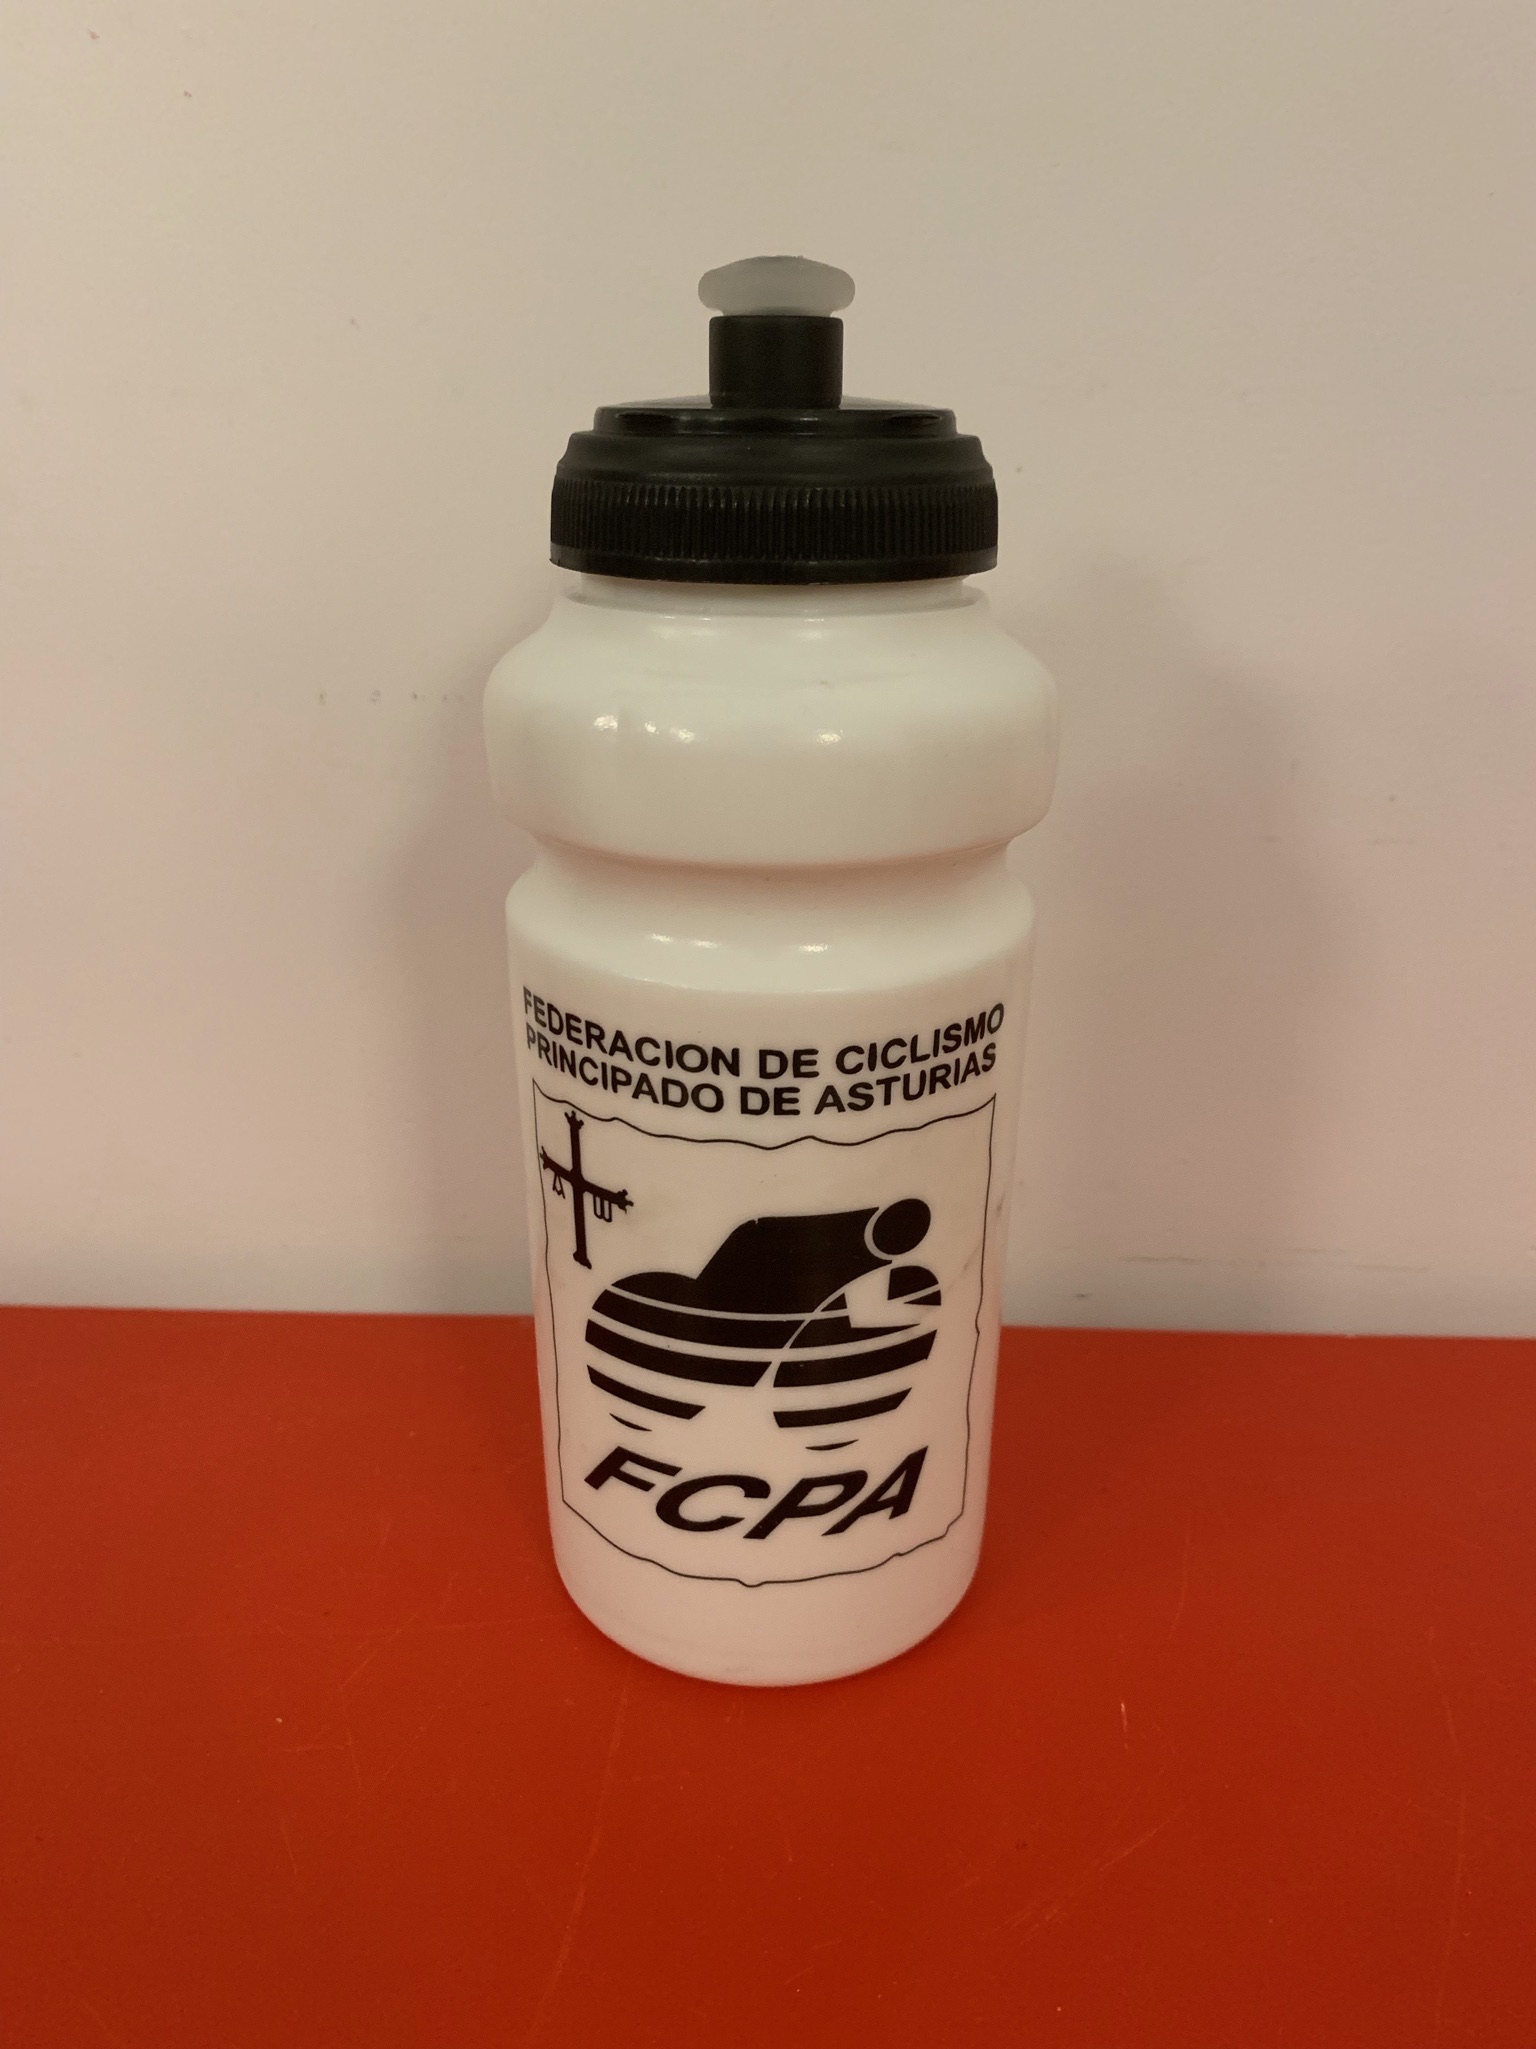 FEDERACION DE CICLISMO
PRINCIPADO DE ASTURIAS
FCPA